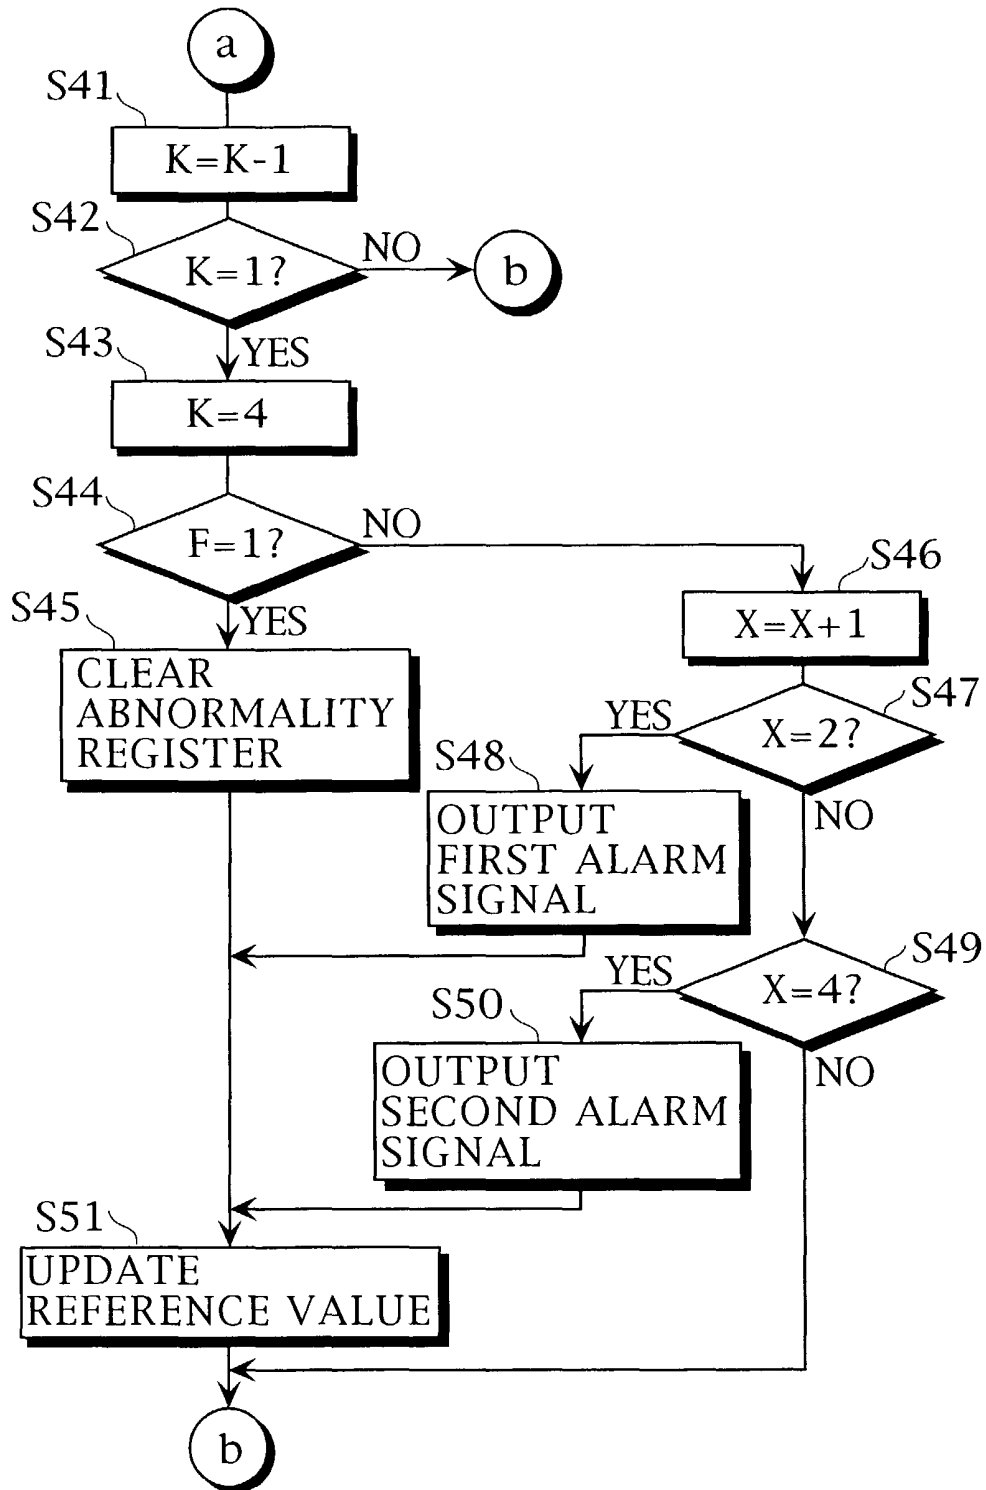 a
S41
K=K-1
S42
K=1?
NO
b
S43
YES
K=4
S44
F=1?
NO
S45
YES
CLEAR
ABNORMALITY
REGISTER
S46
X=X+1
S47
X=2?
YES
NO
S48
OUTPUT
FIRST ALARM
SIGNAL
S49
X=4?
YES
NO
S50
OUTPUT
SECOND ALARM
SIGNAL
S51
UPDATE
REFERENCE VALUE
b